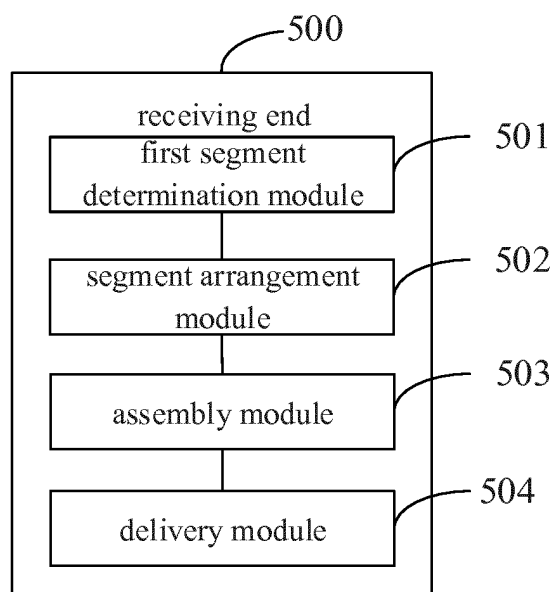 500
receiving end
first segment
determination module
501
segment arrangement
module
502
assembly module
503
delivery module
504